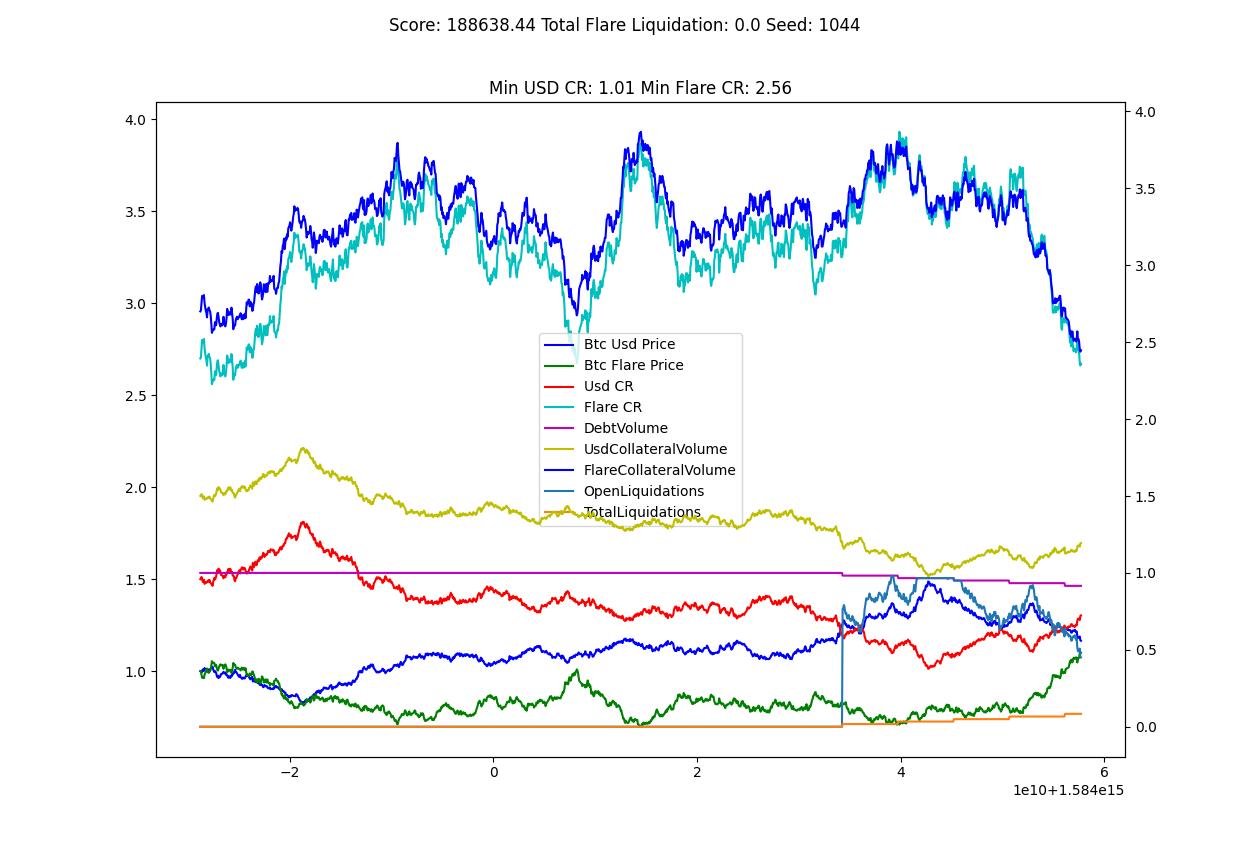 Score: 188638.44 Total Flare Liquidation: 0.0 Seed: 1044
Min USD CR: 1.01 Min Flare CR: 2.56
4.0
3.5
3.0
2.5
2.0
1.5
1.0
4.0
3.5
3.0
2.5
2.0
1.5
1.0
0.5
0.0
Btc Usd Price
Btc Flare Price
Usd CR
Flare CR
DebtVolume
UsdCollateralVolume
FlareCollateralVolume
OpenLiquidations
TotalLiquidations
−2 0 2 4 6
1e10+1.584e15